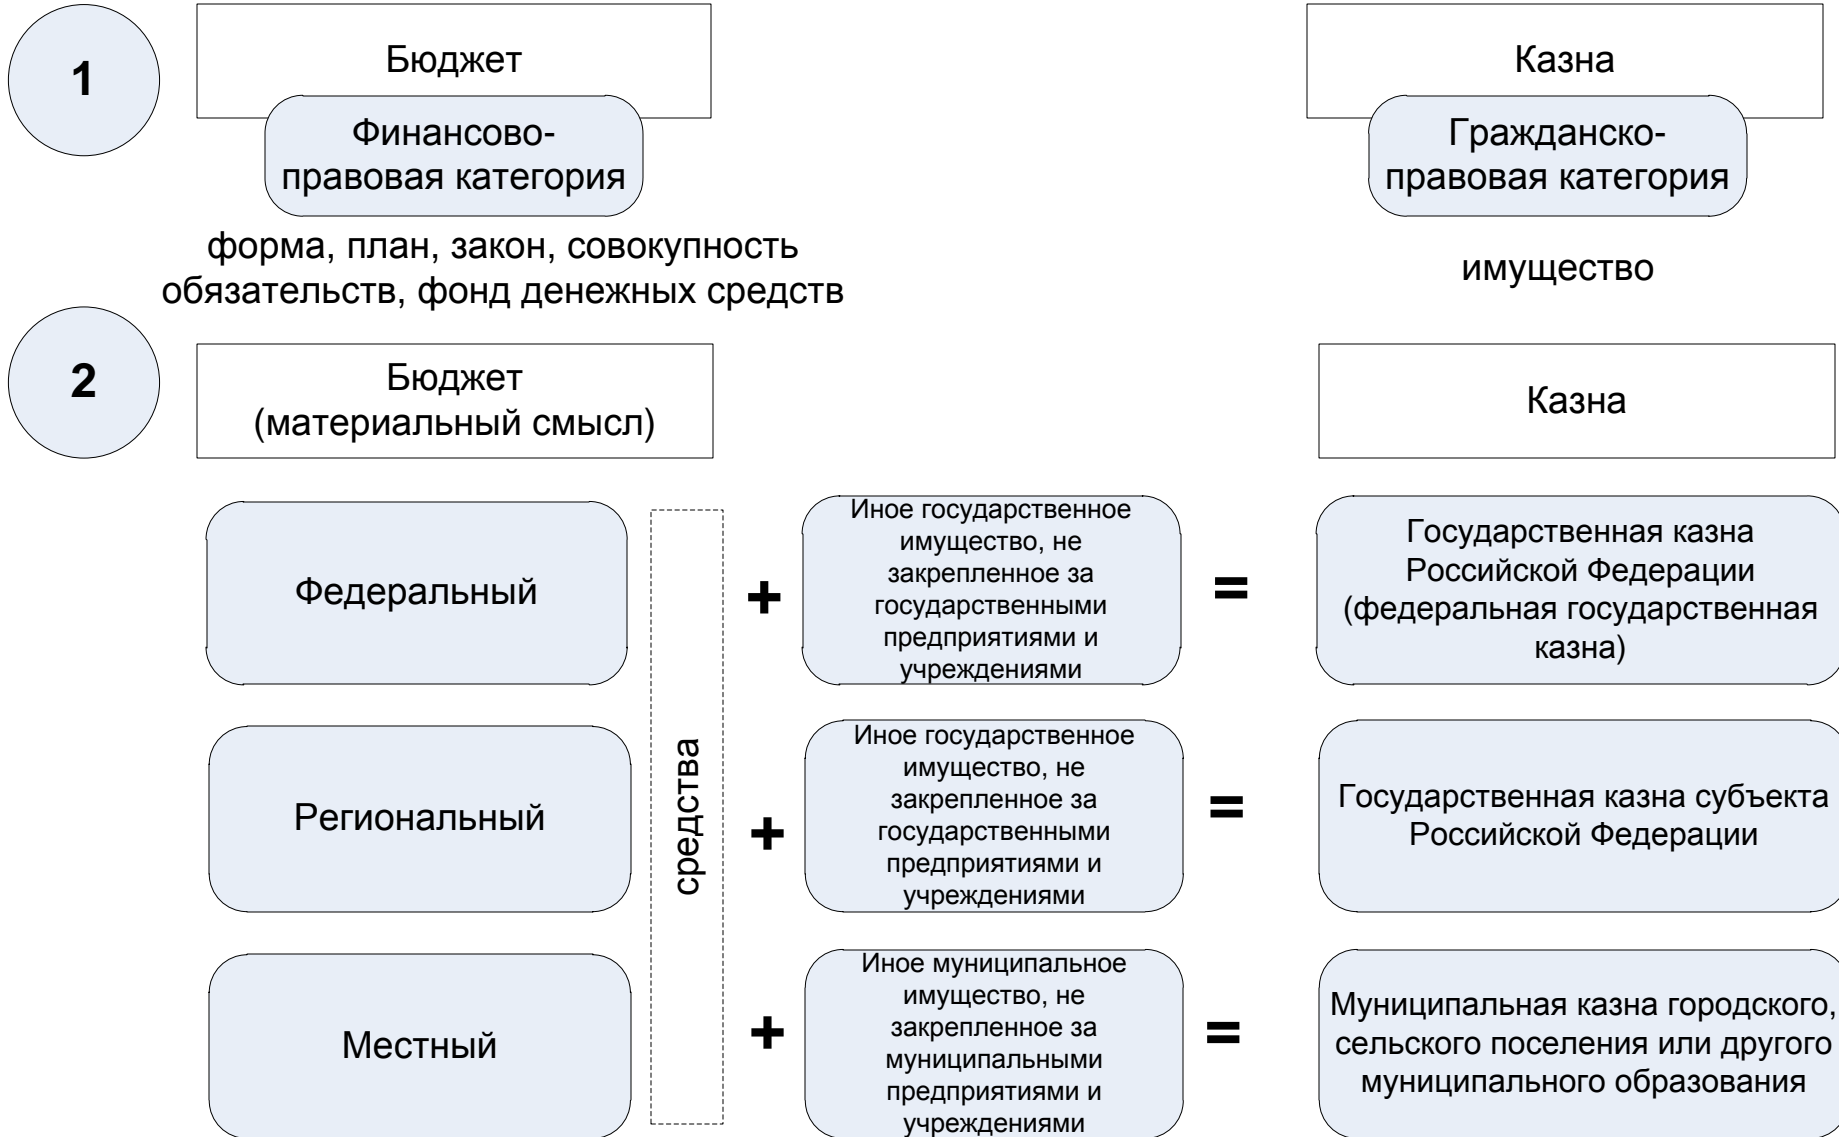 1
Бюджет
Финансово-
правовая категория
форма, план, закон, совокупность
обязательств, фонд денежных средств
Казна
Гражданско-
правовая категория
имущество
2
Бюджет
(материальный смысл)
Казна
Федеральный
средства
+
Иное государственное
имущество, не
закрепленное за
государственными
предприятиями и
учреждениями
=
Государственная казна
Российской Федерации
(федеральная государственная
казна)
Региональный
+
Иное государственное
имущество, не
закрепленное за
государственными
предприятиями и
учреждениями
=
Государственная казна субъекта
Российской Федерации
Местный
+
Иное муниципальное
имущество, не
закрепленное за
муниципальными
предприятиями и
учреждениями
=
Муниципальная казна городского,
сельского поселения или другого
муниципального образования